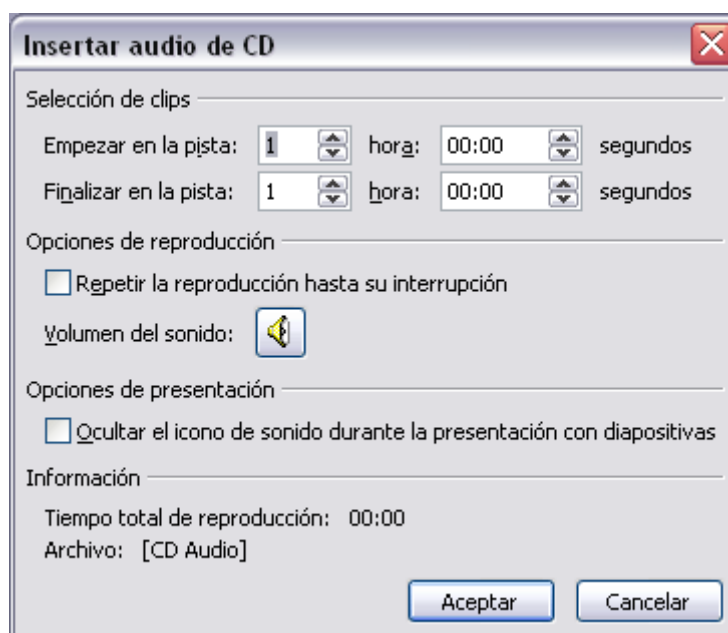 Insertar audio de CD
Selección de clips
Empezar en la pista: 1 hora: 00:00 segundos
Finalizar en la pista: 1 hora: 00:00 segundos
Opciones de reproducción
Repetir la reproducción hasta su interrupción
Volumen del sonido:
Opciones de presentación
Ocultar el icono de sonido durante la presentación con diapositivas
Información
Tiempo total de reproducción: 00:00
Archivo: [CD Audio]
Aceptar Cancelar